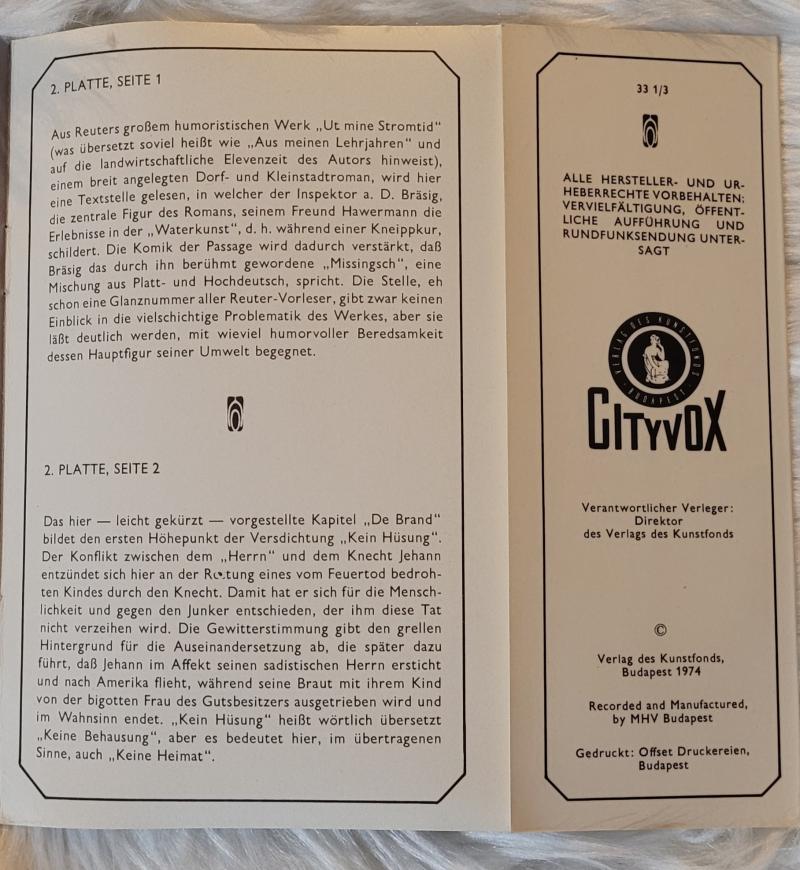 2. PLATTE, SEITE 1
Aus Reuters großem humoristischen Werk „Ut mine Stromtid“
(was übersetzt soviel heißt wie „Aus meinen Lehrjahren“ und
auf die landwirtschaftliche Elevenzeit des Autors hinweist),
einem breit angelegten Dorf- und Kleinstadtroman, wird hier
eine Textstelle gelesen, in welcher der Inspektor a. D. Bräsig,
die zentrale Figur des Romans, seinem Freund Hawermann die
Erlebnisse in der „Waterkunst“, d. h. während einer Kneippkur,
schildert. Die Komik der Passage wird dadurch verstärkt, daß
Bräsig das durch ihn berühmt gewordene „Missingsch“, eine
Mischung aus Platt- und Hochdeutsch, spricht. Die Stelle, eh
schon eine Glanznummer aller Reuter-Vorleser, gibt zwar keinen
Einblick in die vielschichtige Problematik des Werkes, aber sie
läßt deutlich werden, mit wieviel humorvoller Beredsamkeit
dessen Hauptfigur seiner Umwelt begegnet.
2. PLATTE, SEITE 2
Das hier — leicht gekürzt — vorgestellte Kapitel „De Brand“
bildet den ersten Höhepunkt der Versdichtung „Kein Hüsung“.
Der Konflikt zwischen dem „Herrn“ und dem Knecht Jehann
entzündet sich hier an der Rettung eines vom Feuertod bedroh-
ten Kindes durch den Knecht. Damit hat er sich für die Mensch-
lichkeit und gegen den Junker entschieden, der ihm diese Tat
nicht verzeihen wird. Die Gewitterstimmung gibt den grellen
Hintergrund für die Auseinandersetzung ab, die später dazu
führt, daß Jehann im Affekt seinen sadistischen Herrn ersticht
und nach Amerika flieht, während seine Braut mit ihrem Kind
von der bigotten Frau des Gutsbesitzers ausgetrieben wird und
im Wahnsinn endet. „Kein Hüsung“ heißt wörtlich übersetzt
„Keine Behausung“, aber es bedeutet hier, im übertragenen
Sinne, auch „Keine Heimat“.
33 1/3
ALLE HERSTELLER- UND UR-
HEBERRECHTE VORBEHALTEN;
VERVIELFÄLTIGUNG, ÖFFENT-
LICHE AUFFÜHRUNG UND
RUNDFUNKSENDUNG UNTER-
SAGT
VERLAG DES KUNSTFONDS
BUDAPEST
CITYVOX
Verantwortlicher Verleger:
Direktor
des Verlags des Kunstfonds
©
Verlag des Kunstfonds,
Budapest 1974
Recorded and Manufactured,
by MHV Budapest
Gedruckt: Offset Druckereien,
Budapest